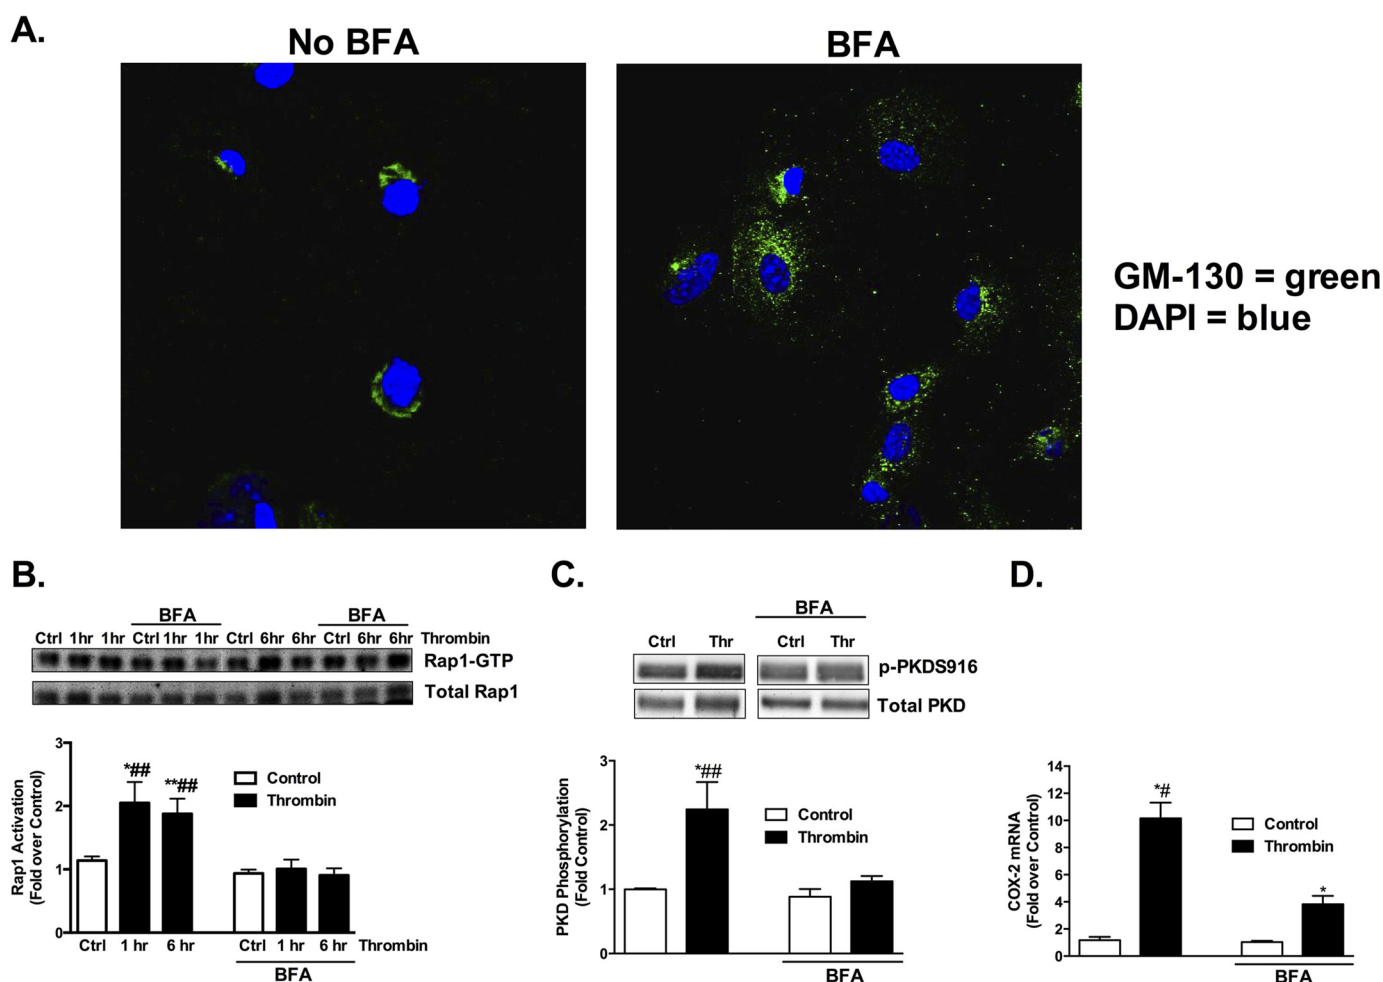 A.
No BFA
BFA
GM-130 = green
DAPI = blue
B.
BFA
BFA
Ctrl 1hr 1hr Ctrl 1hr 1hr Ctrl 6hr 6hr Ctrl 6hr 6hr Thrombin
Rap1-GTP
Total Rap1
3
2
1
0
Rap1 Activation
(Fold over Control)
*##
**##
Control
Thrombin
Ctrl 1 hr 6 hr Ctrl 1 hr 6 hr Thrombin
BFA
C.
BFA
Ctrl Thr Ctrl Thr
p-PKDS916
Total PKD
3
2
1
0
PKD Phosphorylation
(Fold Control)
*##
Control
Thrombin
BFA
D.
14
12
10
8
6
4
2
0
COX-2 mRNA
(Fold over Control)
*#
*
Control
Thrombin
BFA